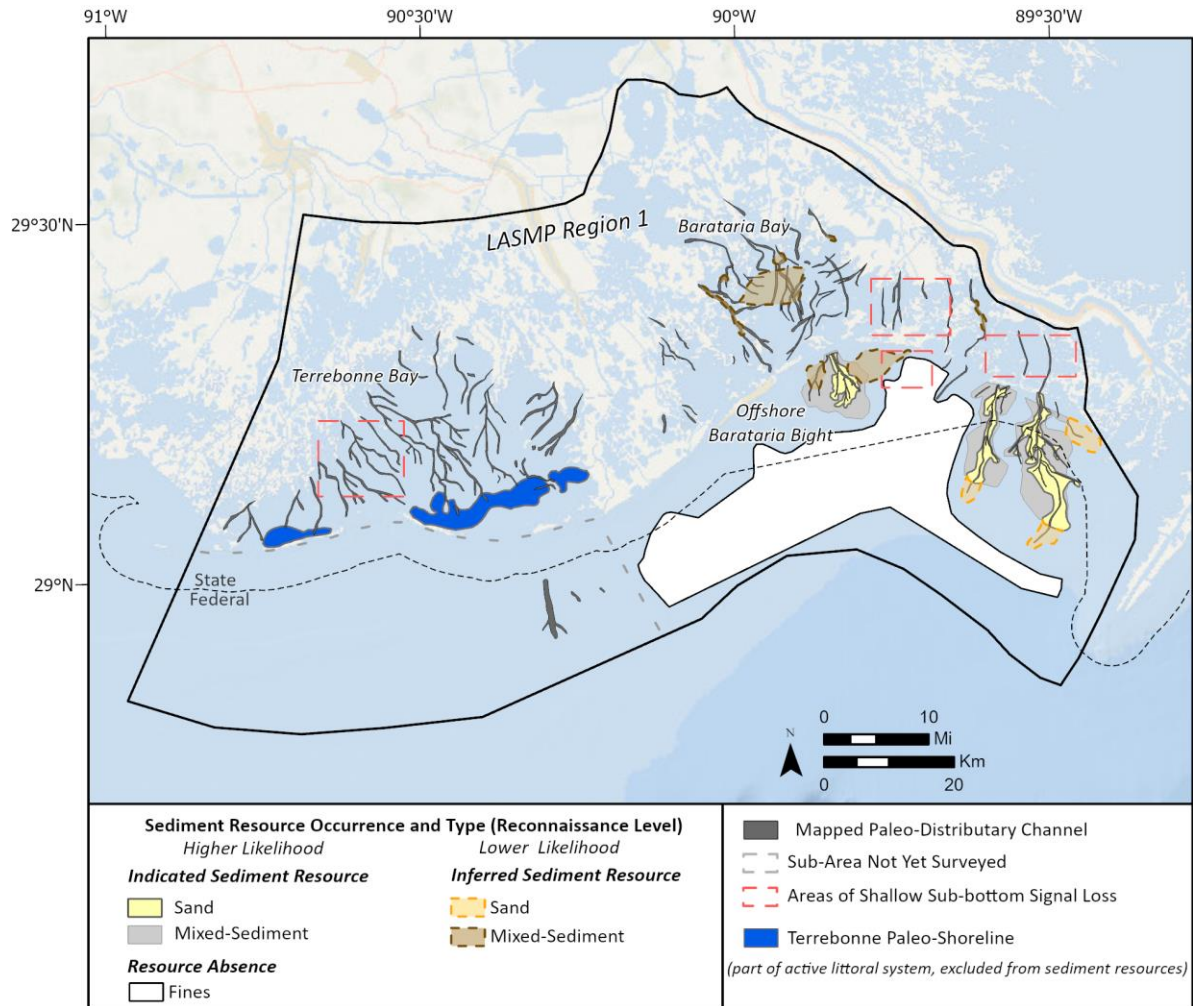 91°W 90°30'W 90°W 89°30'W
29°30'N
LASMP Region 1
Barataria Bay
Terrebonne Bay
Offshore
Barataria Bight
29°N
State
Federal
N
0 10
Mi
Km
0 20
Sediment Resource Occurrence and Type (Reconnaissance Level)
Higher Likelihood Lower Likelihood
Indicated Sediment Resource Inferred Sediment Resource
Sand Sand
Mixed-Sediment Mixed-Sediment
Resource Absence
Fines
Mapped Paleo-Distributary Channel
Sub-Area Not Yet Surveyed
Areas of Shallow Sub-bottom Signal Loss
Terrebonne Paleo-Shoreline
(part of active littoral system, excluded from sediment resources)